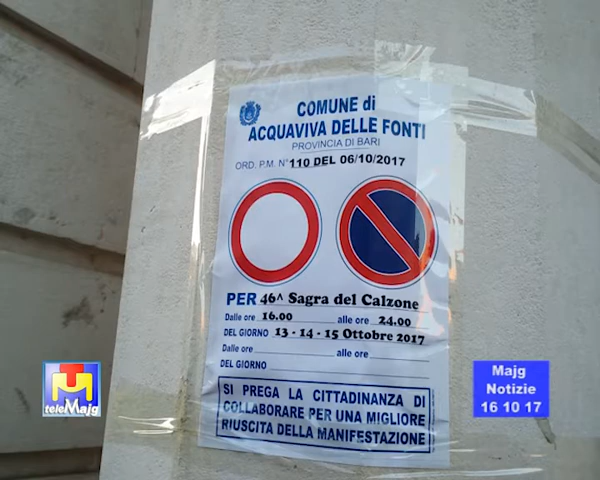 COMUNE di
ACQUAVIVA DELLE FONTI
PROVINCIA DI BARI
ORD. P.M. N° 110 DEL 06/10/2017
PER 46^ Sagra del Calzone
Dalle ore 16.00 alle ore 24.00
DEL GIORNO 13 - 14 - 15 Ottobre 2017
Dalle ore alle ore
DEL GIORNO
SI PREGA LA CITTADINANZA DI
COLLABORARE PER UNA MIGLIORE
RIUSCITA DELLA MANIFESTAZIONE
TM
teleMajg
Majg
Notizie
16 10 17